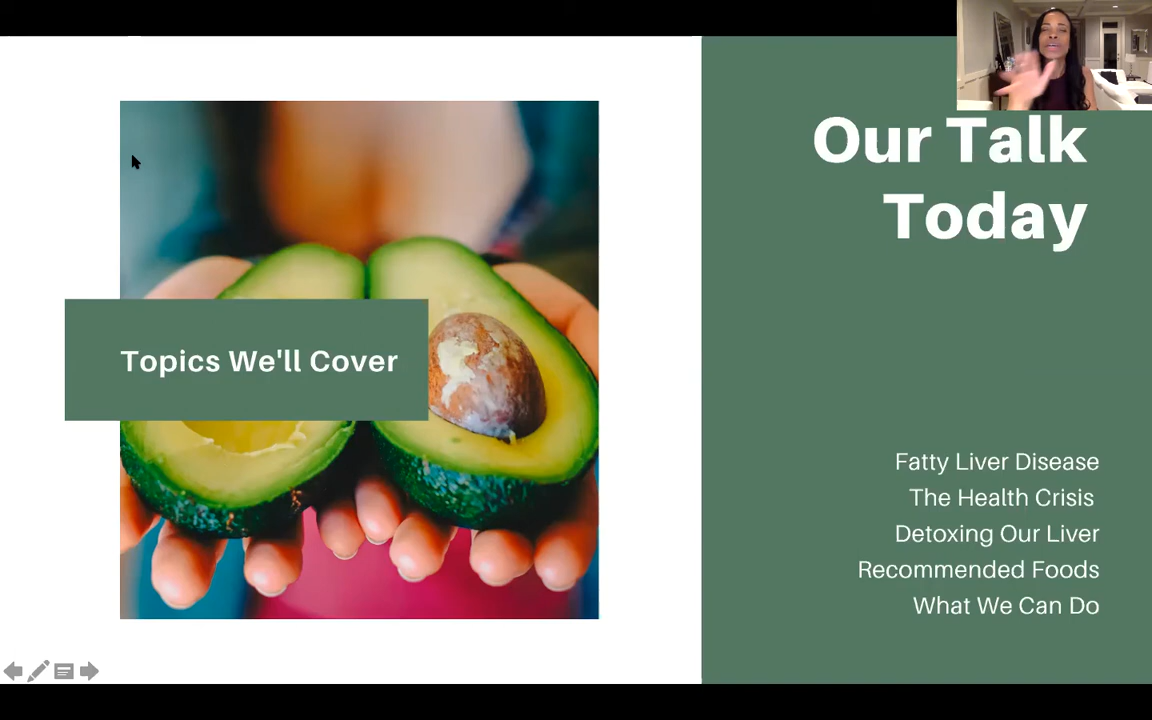 Our Talk
Today
Topics We'll Cover
Fatty Liver Disease
The Health Crisis
Detoxing Our Liver
Recommended Foods
What We Can Do